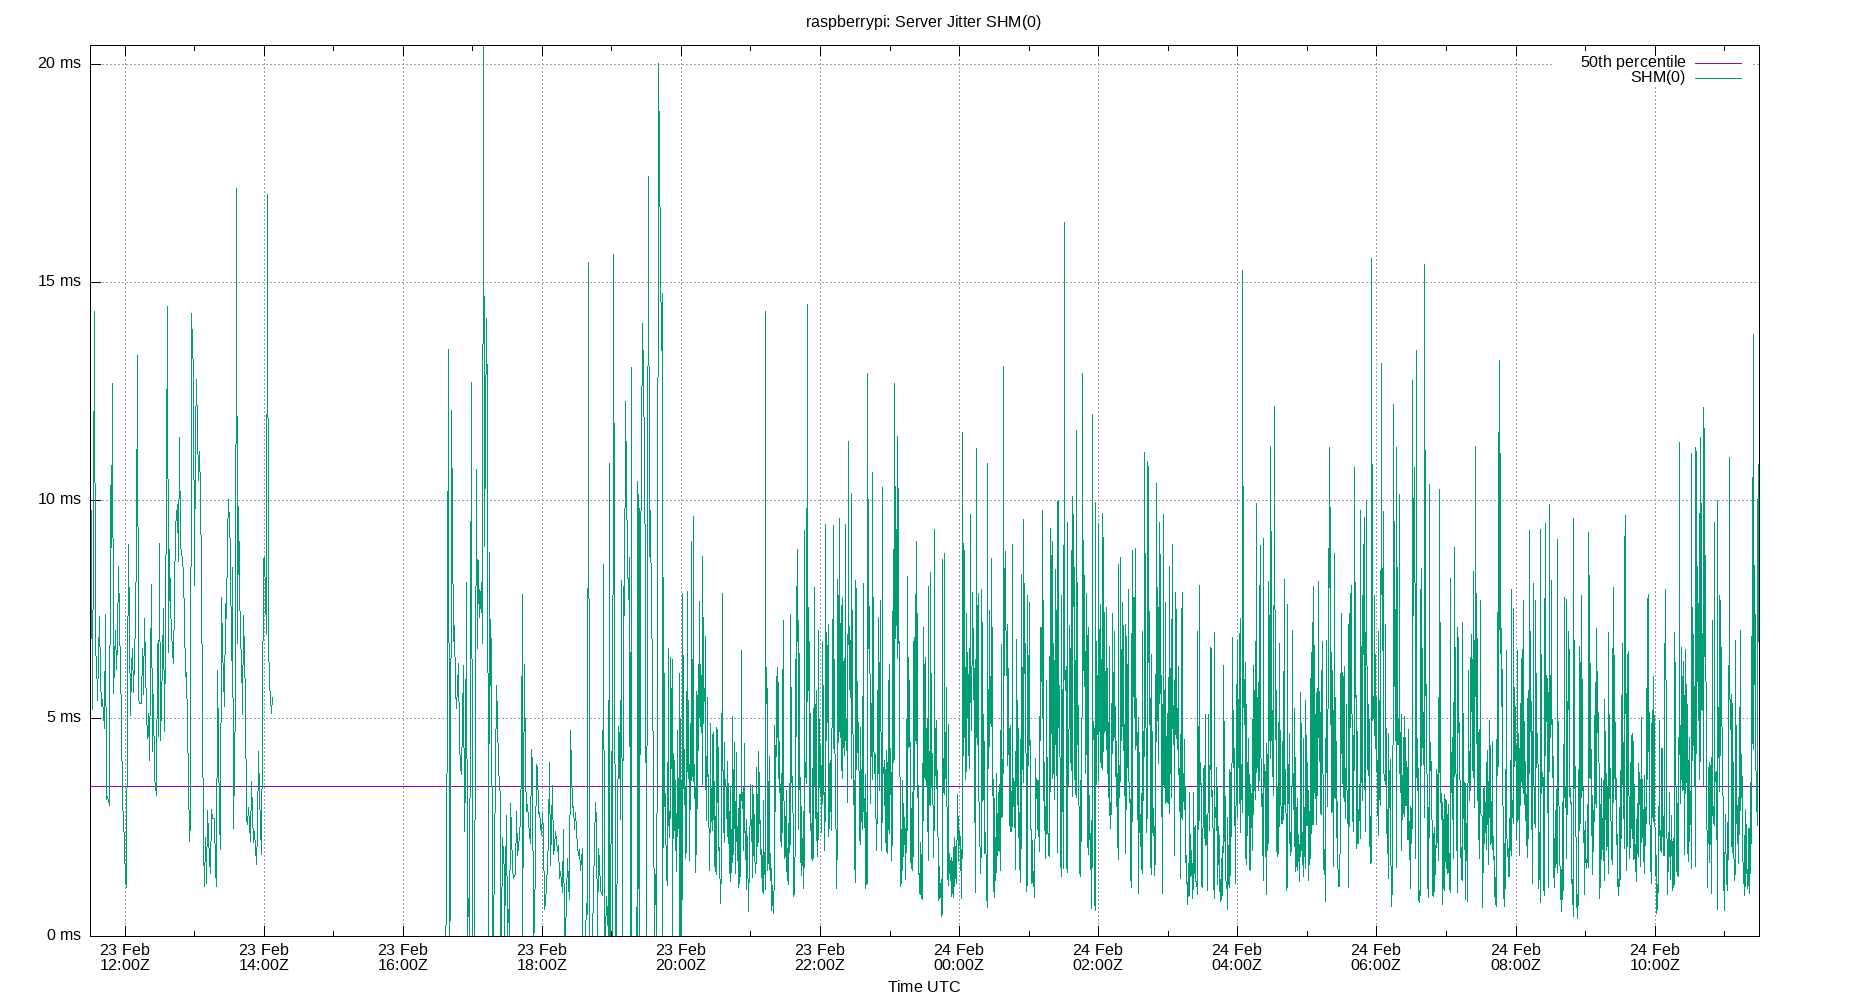 raspberrypi: Server Jitter SHM(0)
20 ms
50th percentile
SHM(0)
15 ms
10 ms
5 ms
0 ms
23 Feb 23 Feb 23 Feb 23 Feb 23 Feb 23 Feb 24 Feb 24 Feb 24 Feb 24 Feb 24 Feb 24 Feb
12:00Z 14:00Z 16:00Z 18:00Z 20:00Z 22:00Z 00:00Z 02:00Z 04:00Z 06:00Z 08:00Z 10:00Z
Time UTC